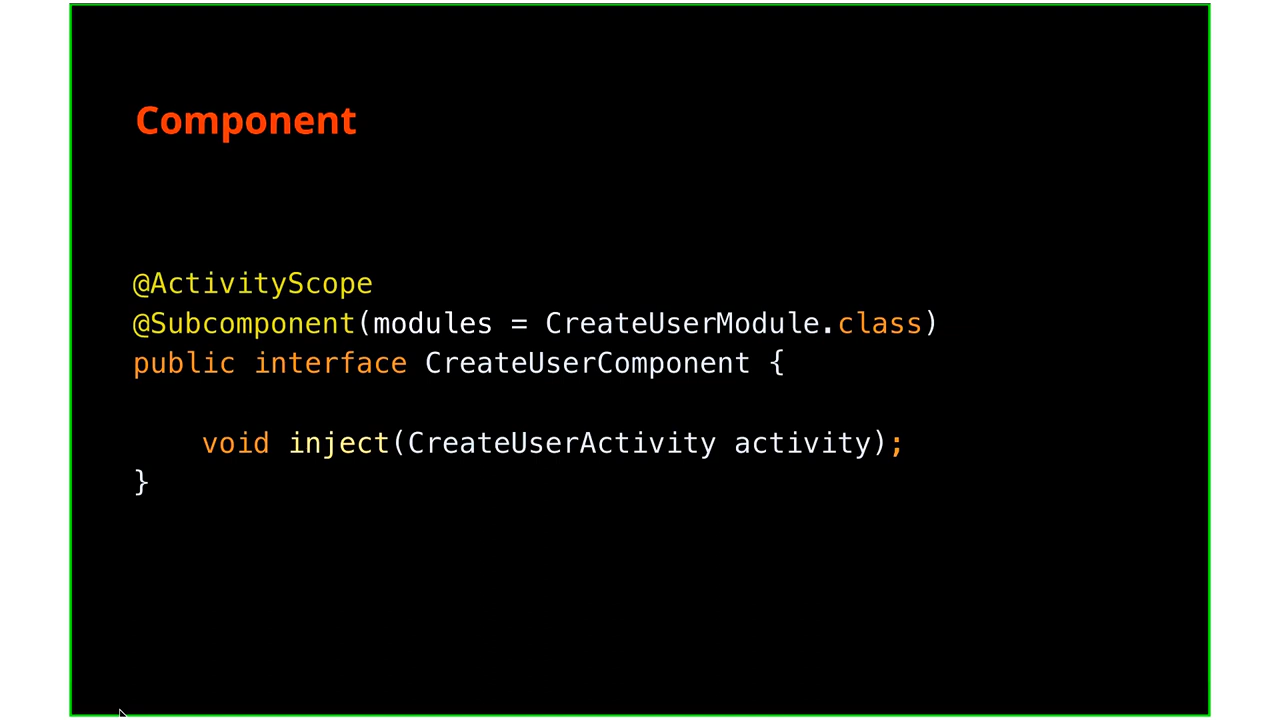 Component
@ActivityScope
@Subcomponent(modules = CreateUserModule.class)
public interface CreateUserComponent {
void inject(CreateUserActivity activity);
}